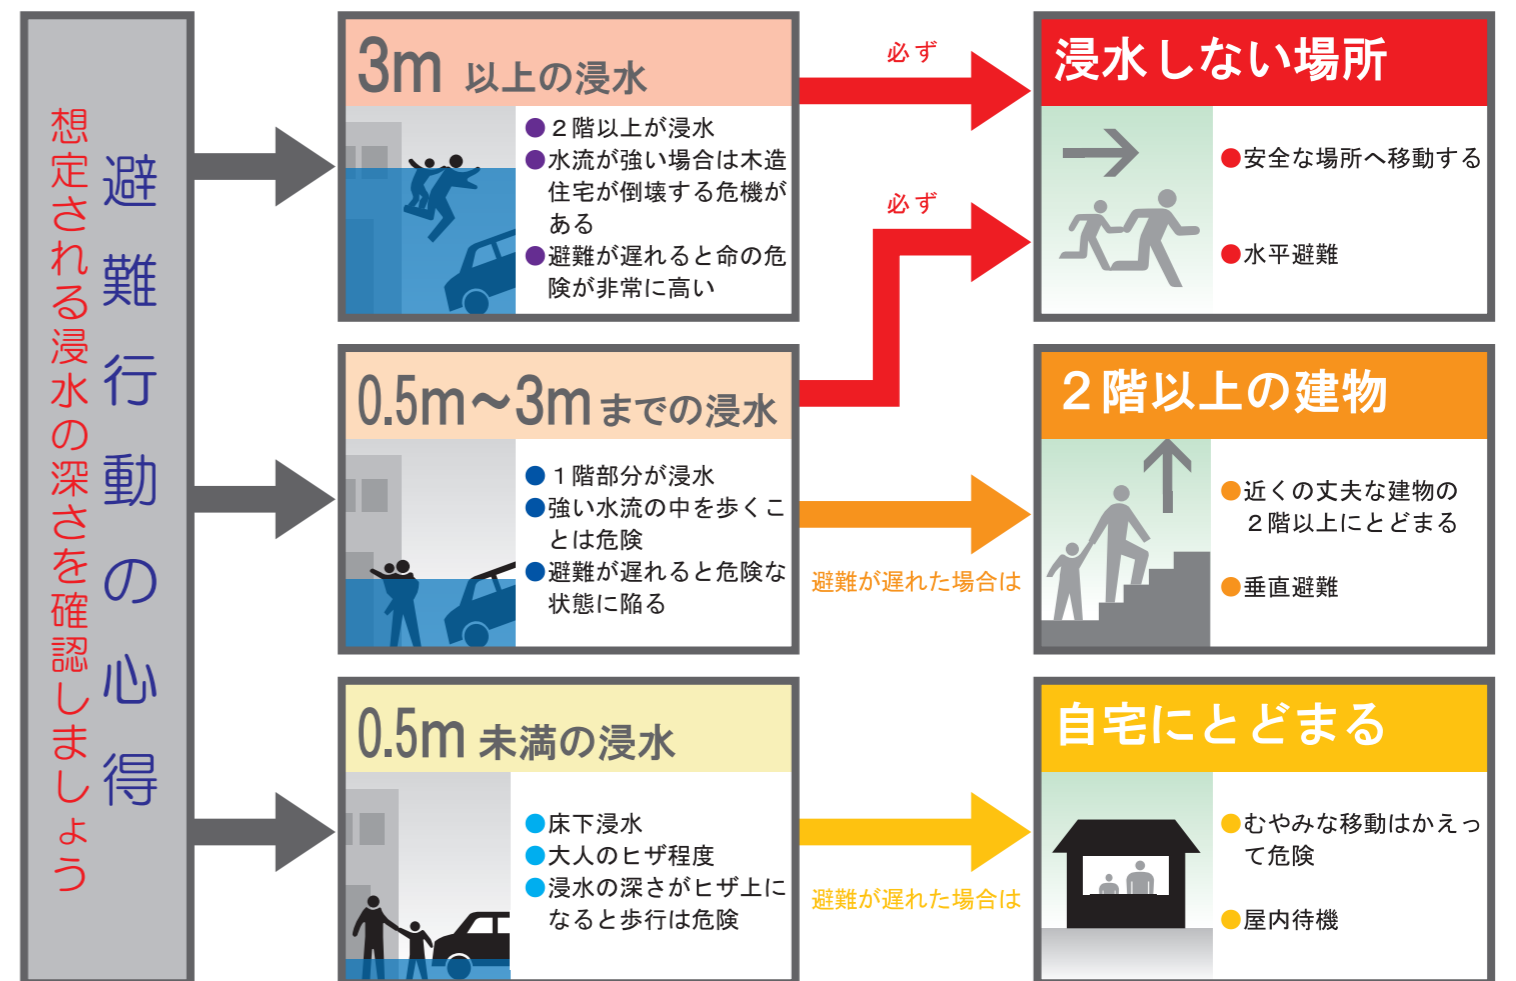 避難行動の心得
想定される浸水の深さを確認しましょう
3m 以上の浸水
●２階以上が浸水
●水流が強い場合は木造
住宅が倒壊する危機が
ある
●避難が遅れると命の危
険が非常に高い
必ず
浸水しない場所
●安全な場所へ移動する
●水平避難
0.5m～3mまでの浸水
●１階部分が浸水
●強い水流の中を歩くこ
とは危険
●避難が遅れると危険な
状態に陥る
必ず
避難が遅れた場合は
２階以上の建物
●近くの丈夫な建物の
２階以上にとどまる
●垂直避難
0.5m 未満の浸水
●床下浸水
●大人のヒザ程度
●浸水の深さがヒザ上に
なると歩行は危険
避難が遅れた場合は
自宅にとどまる
●むやみな移動はかえっ
て危険
●屋内待機